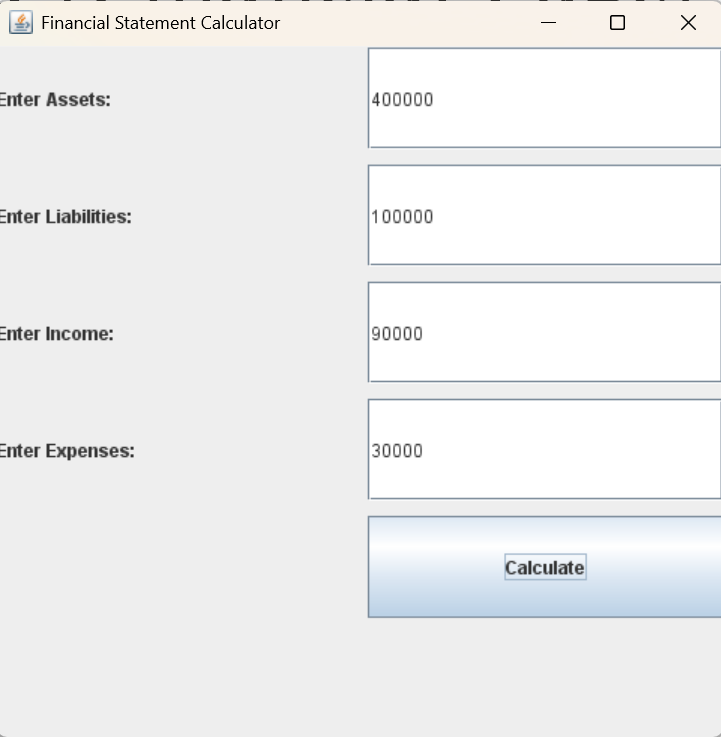 Financial Statement Calculator
Enter Assets:
400000
Enter Liabilities:
100000
Enter Income:
90000
Enter Expenses:
30000
Calculate